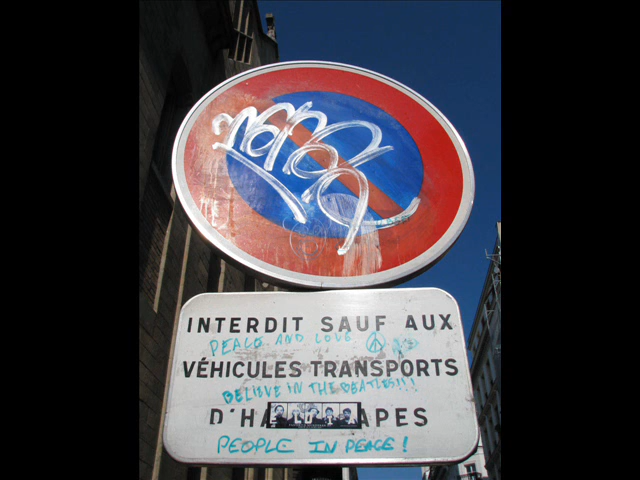 INTERDIT SAUF AUX
PEACE AND LOVE
VÉHICULES TRANSPORTS
BELIEVE IN THE BEATLES!!!
D'HA APES
PEOPLE IN PEACE!